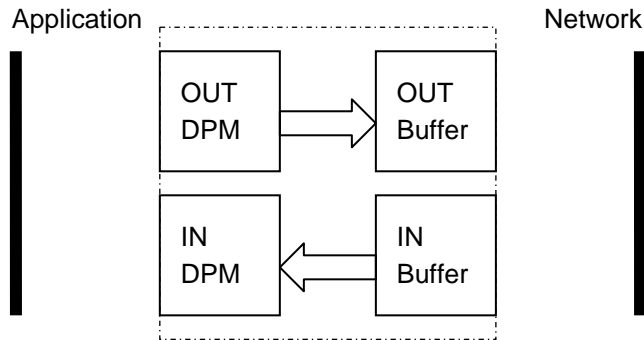 Application
Network
OUT
DPM
OUT
Buffer
IN
DPM
IN
Buffer